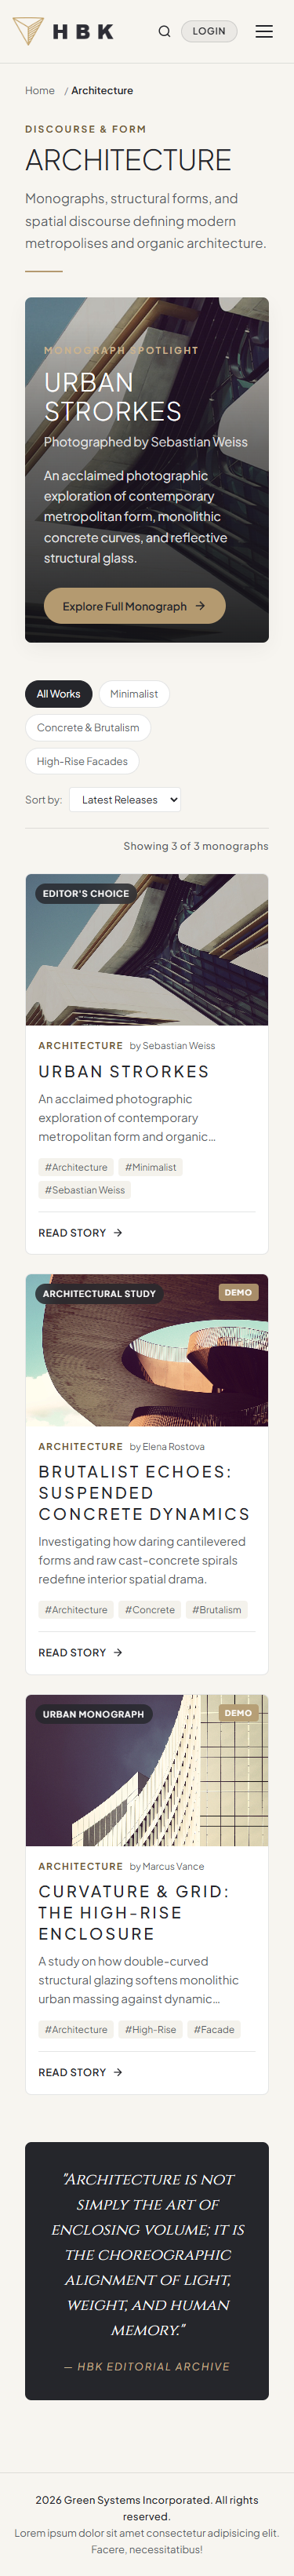 HBK
LOGIN
Home / Architecture
DISCOURSE & FORM
ARCHITECTURE
Monographs, structural forms, and
spatial discourse defining modern
metropolises and organic architecture.
MONOGRAPH SPOTLIGHT
URBAN
STRORKES
Photographed by Sebastian Weiss
An acclaimed photographic
exploration of contemporary
metropolitan form, monolithic
concrete curves, and reflective
structural glass.
Explore Full Monograph →
All Works
Minimalist
Concrete & Brutalism
High-Rise Facades
Sort by: Latest Releases
Showing 3 of 3 monographs
EDITOR'S CHOICE
ARCHITECTURE by Sebastian Weiss
URBAN STRORKES
An acclaimed photographic
exploration of contemporary
metropolitan form and organic...
#Architecture #Minimalist
#Sebastian Weiss
READ STORY →
ARCHITECTURAL STUDY
DEMO
ARCHITECTURE by Elena Rostova
BRUTALIST ECHOES:
SUSPENDED
CONCRETE DYNAMICS
Investigating how daring cantilevered
forms and raw cast-concrete spirals
redefine interior spatial drama.
#Architecture #Concrete #Brutalism
READ STORY →
URBAN MONOGRAPH
DEMO
ARCHITECTURE by Marcus Vance
CURVATURE & GRID:
THE HIGH-RISE
ENCLOSURE
A study on how double-curved
structural glazing softens monolithic
urban massing against dynamic...
#Architecture #High-Rise #Facade
READ STORY →
"ARCHITECTURE IS NOT
SIMPLY THE ART OF
ENCLOSING VOLUME; IT IS
THE CHOREOGRAPHIC
ALIGNMENT OF LIGHT,
WEIGHT, AND HUMAN
MEMORY."
— HBK EDITORIAL ARCHIVE
2026 Green Systems Incorporated. All rights
reserved.
Lorem ipsum dolor sit amet consectetur adipisicing elit.
Facere, necessitatibus!